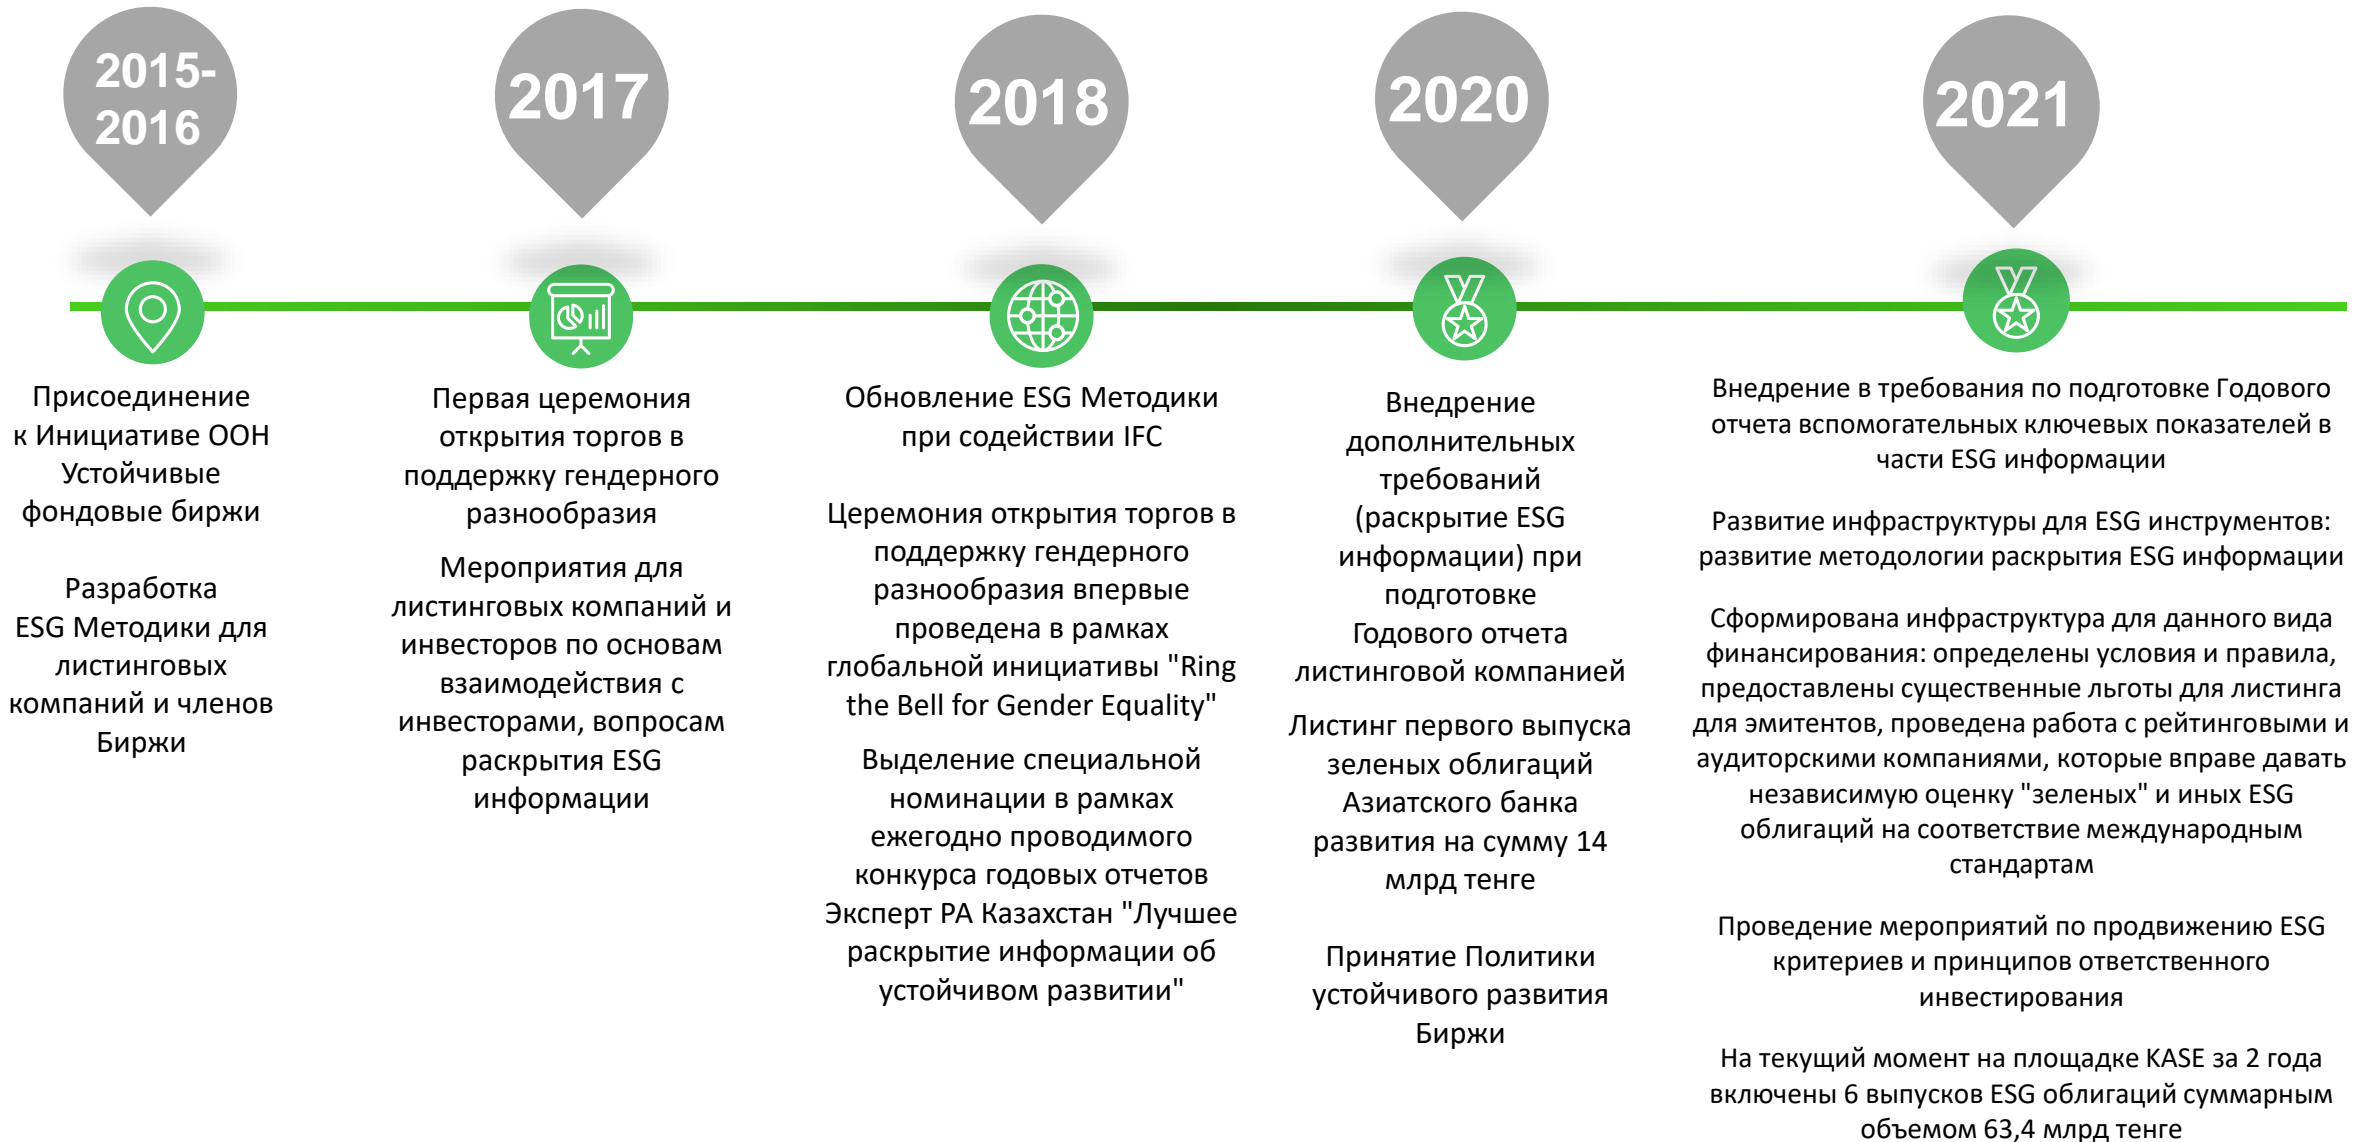 2015-
2016
Присоединение
к Инициативе ООН
Устойчивые
фондовые биржи
Разработка
ESG Методики для
листинговых
компаний и членов
Биржи
2017
Первая церемония
открытия торгов в
поддержку гендерного
разнообразия
Мероприятия для
листинговых компаний и
инвесторов по основам
взаимодействия с
инвесторами, вопросам
раскрытия ESG
информации
2018
Обновление ESG Методики
при содействии IFC
Церемония открытия торгов в
поддержку гендерного
разнообразия впервые
проведена в рамках
глобальной инициативы "Ring
the Bell for Gender Equality"
Выделение специальной
номинации в рамках
ежегодно проводимого
конкурса годовых отчетов
Эксперт РА Казахстан "Лучшее
раскрытие информации об
устойчивом развитии"
2020
Внедрение
дополнительных
требований
(раскрытие ESG
информации) при
подготовке
Годового отчета
листинговой компанией
Листинг первого выпуска
зеленых облигаций
Азиатского банка
развития на сумму 14
млрд тенге
Принятие Политики
устойчивого развития
Биржи
2021
Внедрение в требования по подготовке Годового
отчета вспомогательных ключевых показателей в
части ESG информации
Развитие инфраструктуры для ESG инструментов:
развитие методологии раскрытия ESG информации
Сформирована инфраструктура для данного вида
финансирования: определены условия и правила,
предоставлены существенные льготы для листинга
для эмитентов, проведена работа с рейтинговыми и
аудиторскими компаниями, которые вправе давать
независимую оценку "зеленых" и иных ESG
облигаций на соответствие международным
стандартам
Проведение мероприятий по продвижению ESG
критериев и принципов ответственного
инвестирования
На текущий момент на площадке KASE за 2 года
включены 6 выпусков ESG облигаций суммарным
объемом 63,4 млрд тенге